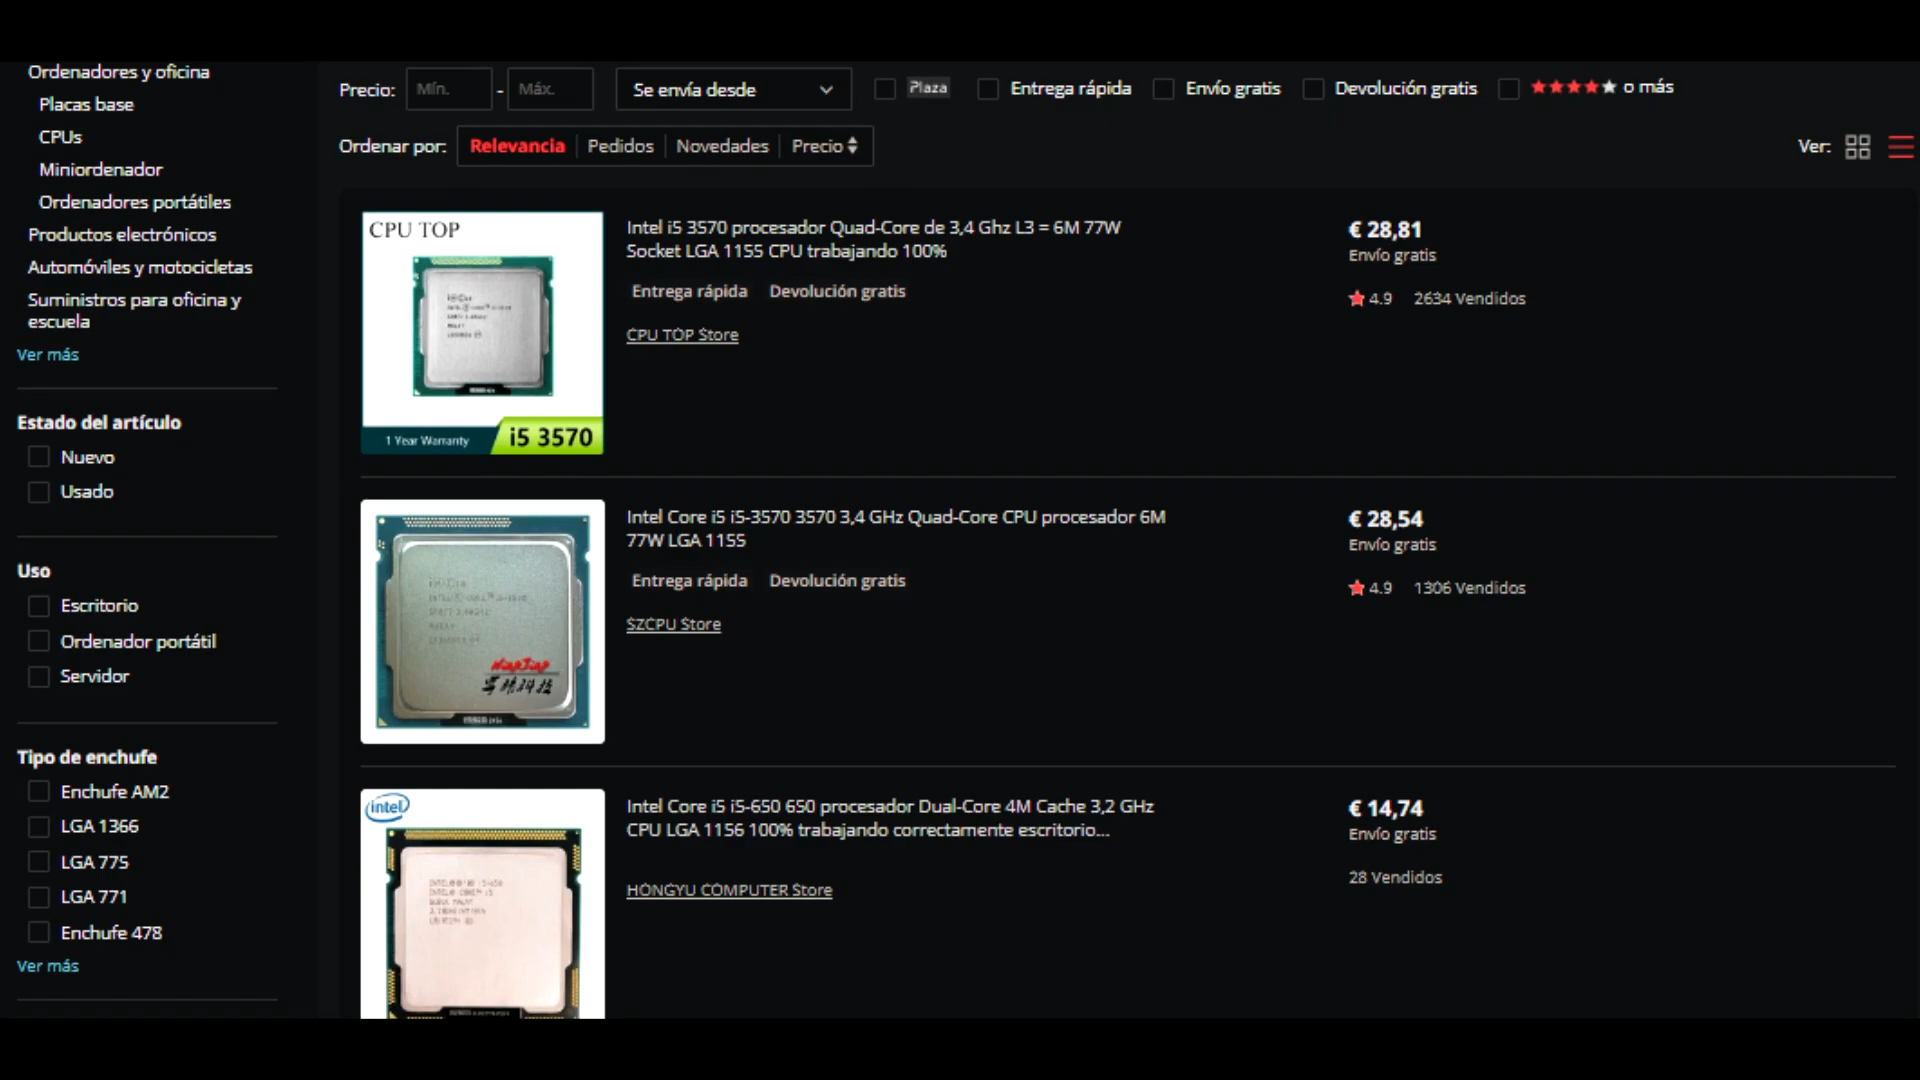 Ordenadores y oficina
Placas base
CPUs
Miniordenador
Ordenadores portátiles
Productos electrónicos
Automóviles y motocicletas
Suministros para oficina y
escuela
Ver más
Estado del artículo
Nuevo
Usado
Uso
Escritorio
Ordenador portátil
Servidor
Tipo de enchufe
Enchufe AM2
LGA 1366
LGA 775
LGA 771
Enchufe 478
Ver más
Precio: Mín. - Máx. Se envía desde Plaza Entrega rápida Envío gratis Devolución gratis o más
Ordenar por: Relevancia Pedidos Novedades Precio Ver:
CPU TOP
1 Year Warranty i5 3570
Intel i5 3570 procesador Quad-Core de 3,4 Ghz L3 = 6M 77W
Socket LGA 1155 CPU trabajando 100%
Entrega rápida Devolución gratis
CPU TOP Store
€ 28,81
Envío gratis
4.9 2634 Vendidos
Intel Core i5 i5-3570 3570 3,4 GHz Quad-Core CPU procesador 6M
77W LGA 1155
Entrega rápida Devolución gratis
SZCPU Store
€ 28,54
Envío gratis
4.9 1306 Vendidos
intel
Intel Core i5 i5-650 650 procesador Dual-Core 4M Cache 3,2 GHz
CPU LGA 1156 100% trabajando correctamente escritorio...
HONGYU COMPUTER Store
€ 14,74
Envío gratis
28 Vendidos